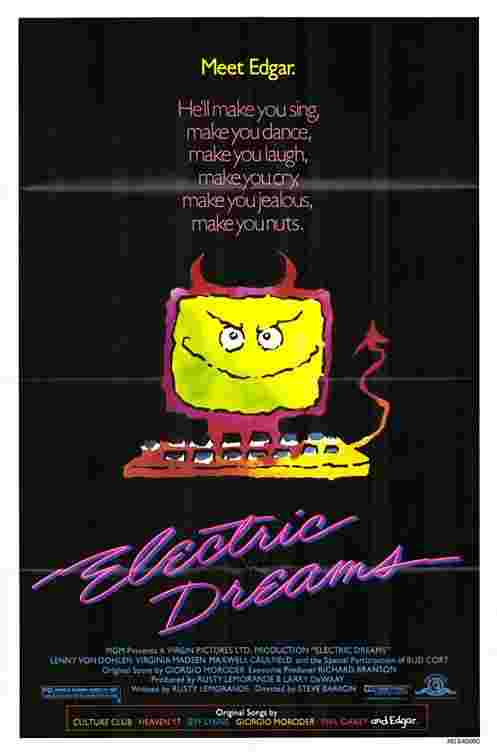 Meet Edgar.
He'll make you sing,
make you dance,
make you laugh,
make you cry,
make you jealous,
make you nuts.
Electric
Dreams
MGM Presents A VIRGIN PICTURES LTD. PRODUCTION "ELECTRIC DREAMS"
LENNY VON DOHLEN VIRGINIA MADSEN MAXWELL CAULFIELD and the Special Participation of BUD CORT
Original Score by GIORGIO MORODER Executive Producer RICHARD BRANSON
Produced by RUSTY LEMORANDE & LARRY DeWAAY
Written by RUSTY LEMORANDE Directed by STEVE BARRON
Original Songs by
CULTURE CLUB HEAVEN 17 JEFF LYNNE GIORGIO MORODER PHIL OAKEY and Edgar.